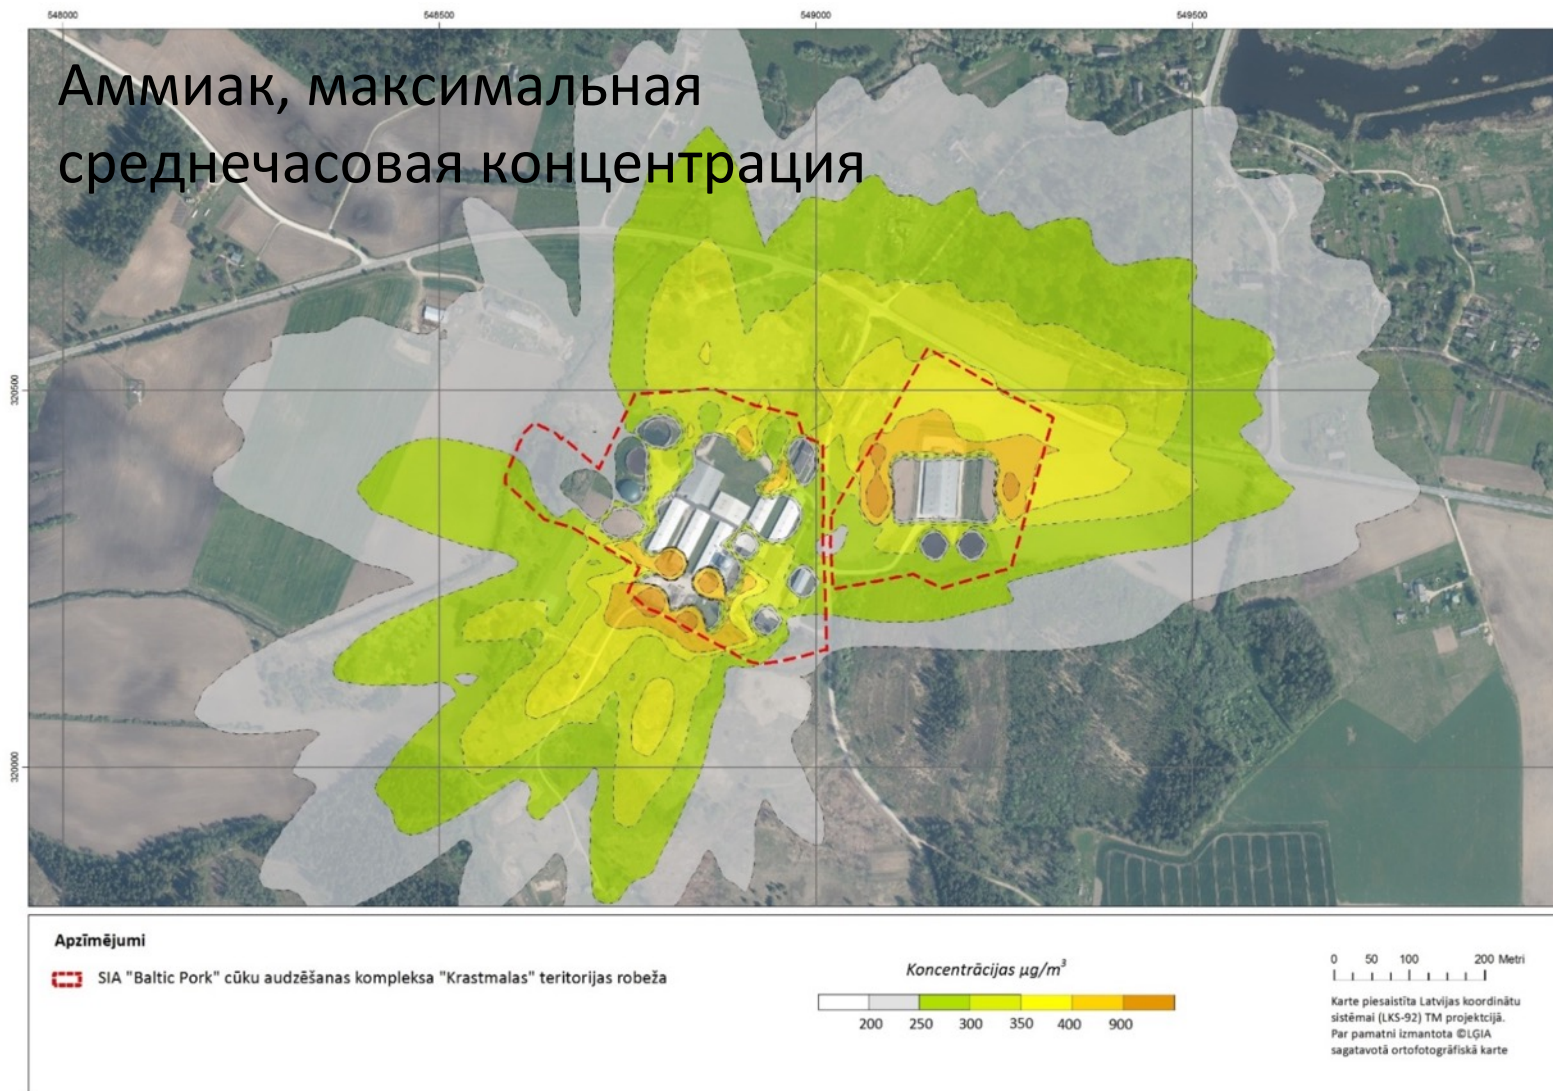 548000 548500 549000 549500
Аммиак, максимальная
среднечасовая концентрация
320500
320000
Apzīmējumi
SIA "Baltic Pork" cūku audzēšanas kompleksa "Krastmalas" teritorijas robeža
Koncentrācijas µg/m³
200 250 300 350 400 900
0 50 100 200 Metri
Karte piesaistīta Latvijas koordinātu
sistēmai (LKS-92) TM projektcijā.
Par pamatni izmantota ©LĢIA
sagatavotā ortofotogrāfiskā karte